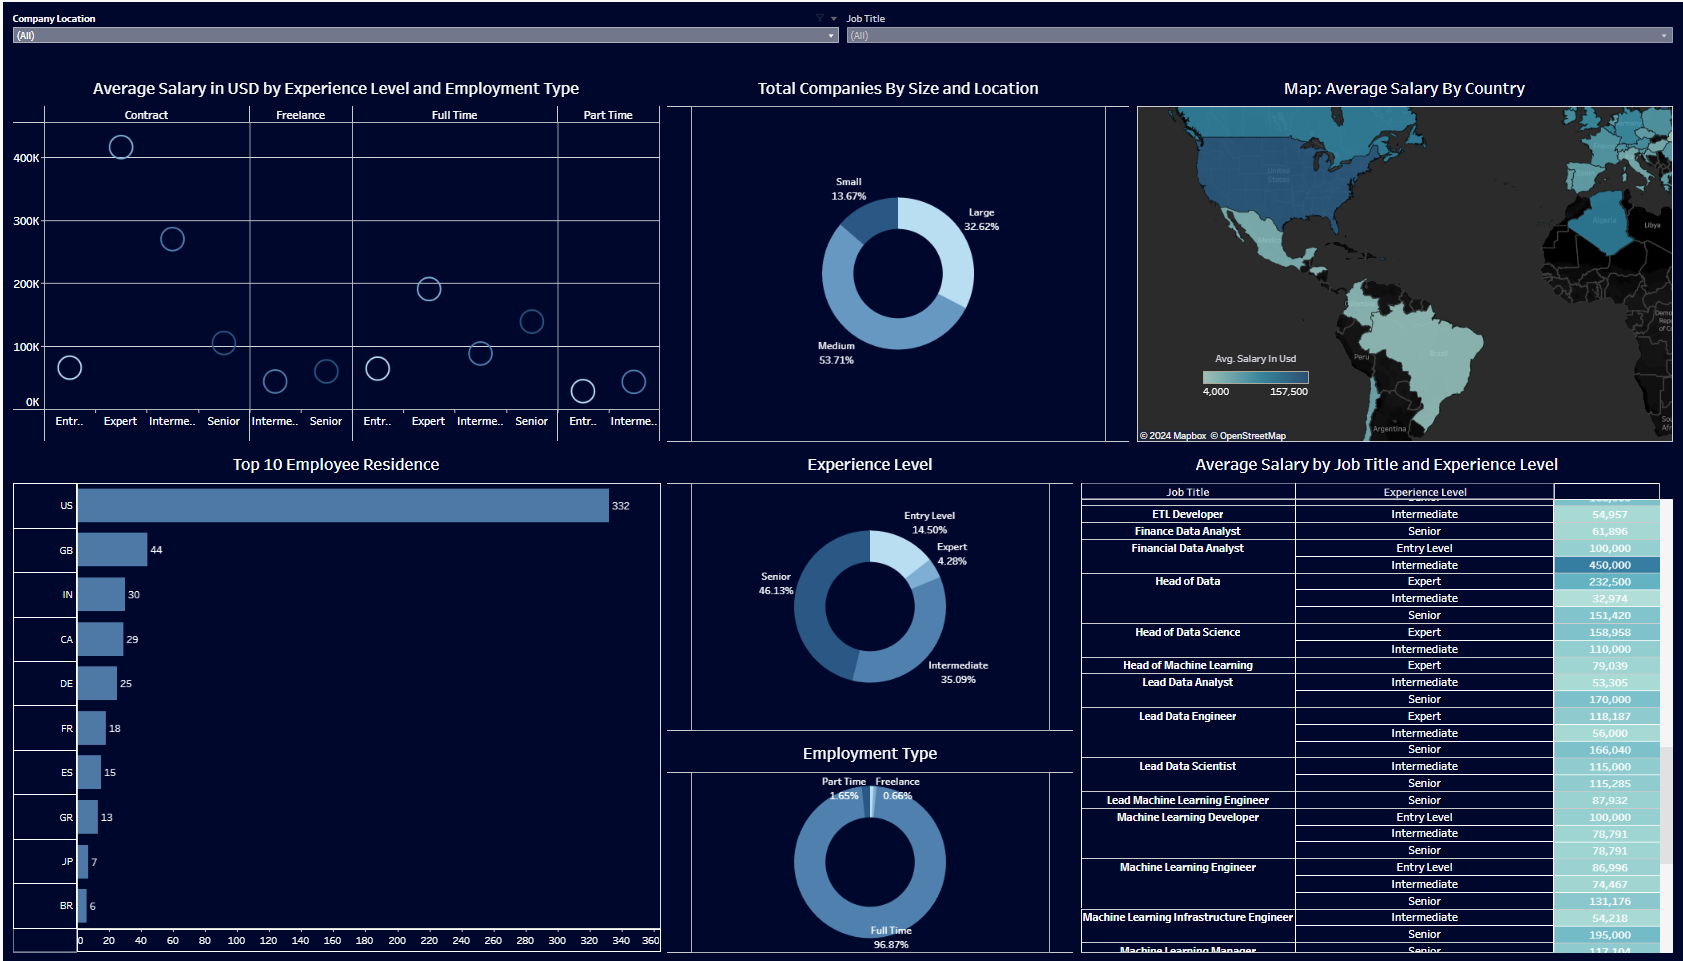 Company Location
(All)
Job Title
(All)
Average Salary in USD by Experience Level and Employment Type
Contract
Freelance
Full Time
Part Time
400K
300K
200K
100K
0K
Entr..
Expert
Interme..
Senior
Interme..
Senior
Entr..
Expert
Interme..
Senior
Entr..
Interme..
Total Companies By Size and Location
Small
13.67%
Large
32.62%
Medium
53.71%
Map: Average Salary By Country
United
States
Mexico
Brazil
Peru
Argentina
Algeria
Libya
Avg. Salary In Usd
4,000
157,500
© 2024 Mapbox © OpenStreetMap
Top 10 Employee Residence
US
332
GB
44
IN
30
CA
29
DE
25
FR
18
ES
15
GR
13
JP
7
BR
6
0 20 40 60 80 100 120 140 160 180 200 220 240 260 280 300 320 340 360
Experience Level
Entry Level
14.50%
Expert
4.28%
Senior
46.13%
Intermediate
35.09%
Employment Type
Part Time
1.65%
Freelance
0.66%
Full Time
96.87%
Average Salary by Job Title and Experience Level
Job Title Experience Level
ETL Developer Intermediate 54,957
Finance Data Analyst Senior 61,896
Financial Data Analyst Entry Level 100,000
Intermediate 450,000
Head of Data Expert 232,500
Intermediate 32,974
Senior 151,420
Head of Data Science Expert 158,958
Intermediate 110,000
Head of Machine Learning Expert 79,039
Lead Data Analyst Intermediate 53,305
Senior 170,000
Lead Data Engineer Expert 118,187
Intermediate 56,000
Senior 166,040
Lead Data Scientist Intermediate 115,000
Senior 115,285
Lead Machine Learning Engineer Senior 87,932
Machine Learning Developer Entry Level 100,000
Intermediate 78,791
Senior 78,791
Machine Learning Engineer Entry Level 86,996
Intermediate 74,467
Senior 131,176
Machine Learning Infrastructure Engineer Intermediate 54,218
Senior 195,000
Machine Learning Manager Senior 117,104